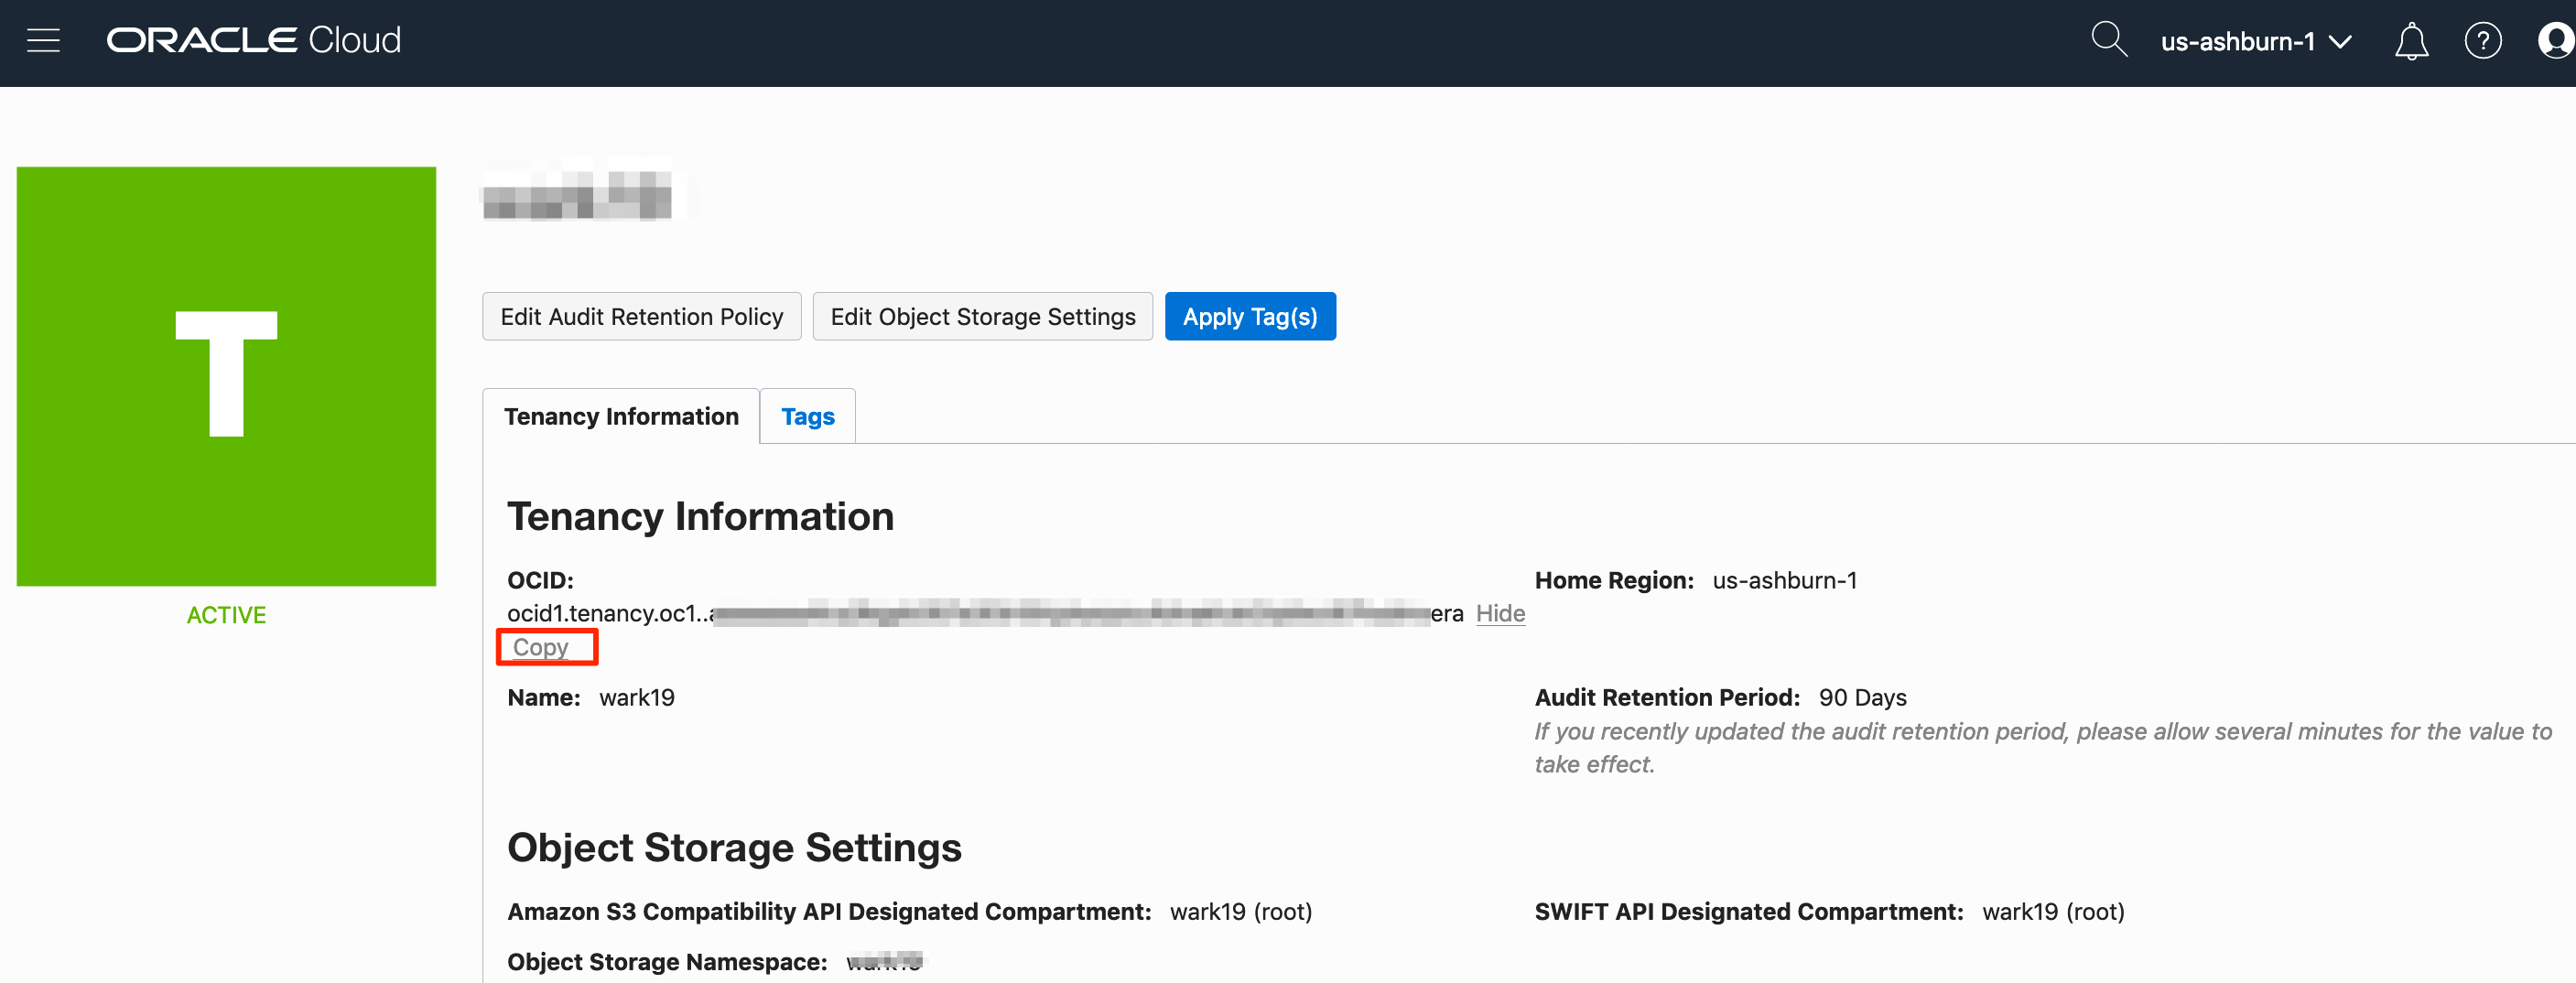 ORACLE Cloud
us-ashburn-1
?
T
ACTIVE
Edit Audit Retention Policy
Edit Object Storage Settings
Apply Tag(s)
Tenancy Information
Tags
Tenancy Information
OCID:
ocid1.tenancy.oc1.. era Hide
Copy
Home Region: us-ashburn-1
Name: wark19
Audit Retention Period: 90 Days
If you recently updated the audit retention period, please allow several minutes for the value to
take effect.
Object Storage Settings
Amazon S3 Compatibility API Designated Compartment: wark19 (root)
SWIFT API Designated Compartment: wark19 (root)
Object Storage Namespace: